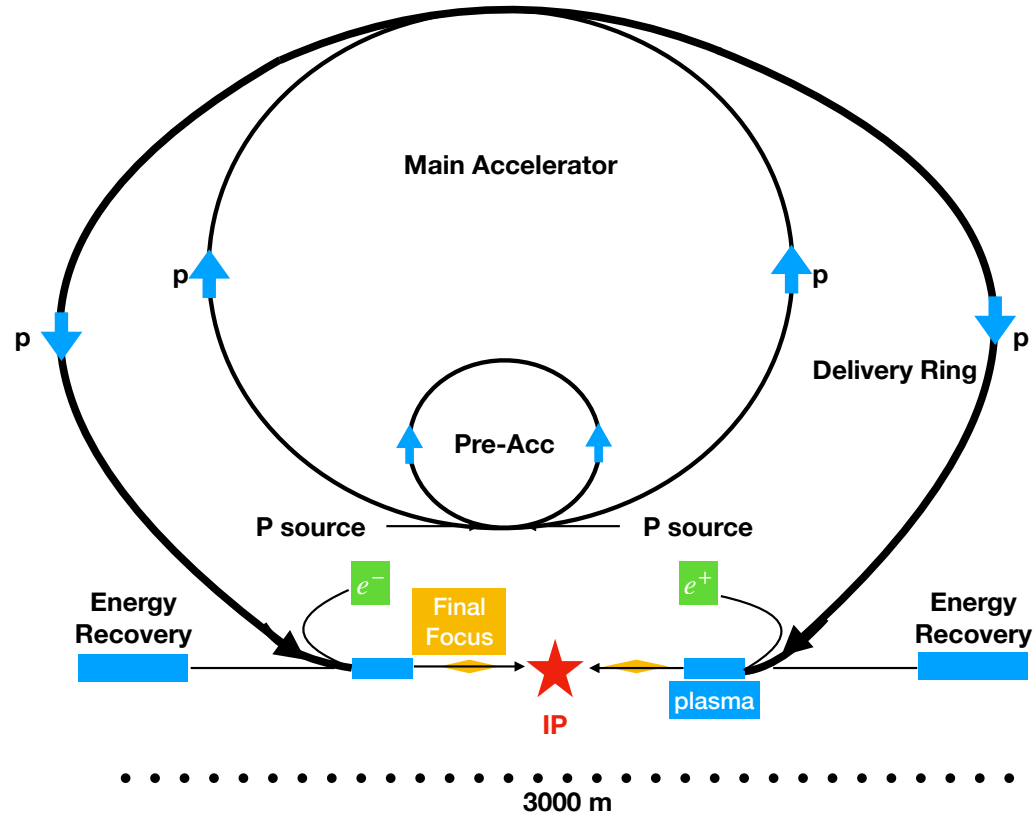 Main Accelerator
p
p
p
p
Delivery Ring
Pre-Acc
P source
P source
e⁻
e⁺
Energy
Recovery
Final
Focus
Energy
Recovery
plasma
IP
3000 m